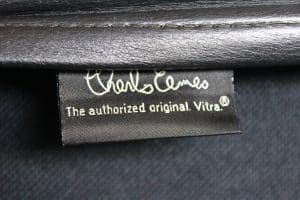 Charles Eames
The authorized original. Vitra.®